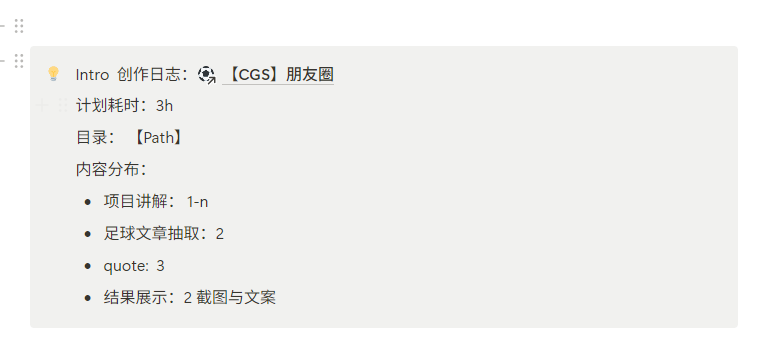 Intro 创作日志：【CGS】朋友圈
计划耗时：3h
目录：【Path】
内容分布：
项目讲解：1-n
足球文章抽取：2
quote: 3
结果展示：2 截图与文案